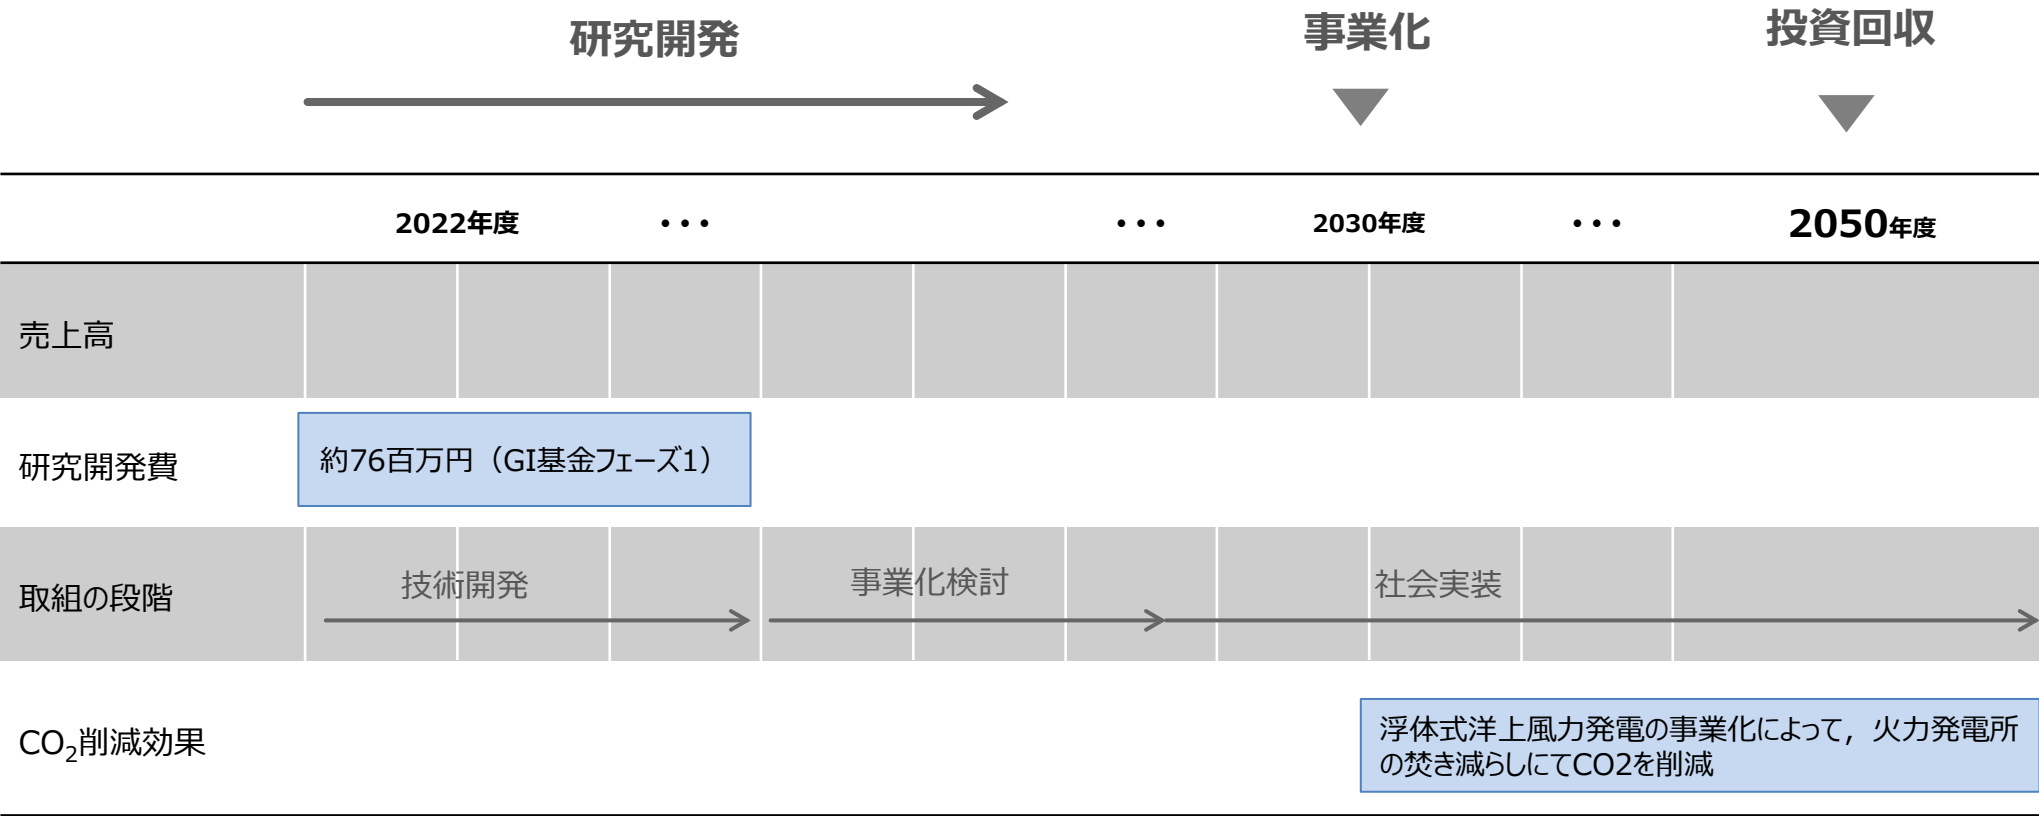 研究開発
事業化
投資回収
2022年度
・・・
・・・
2030年度
・・・
2050年度
売上高
研究開発費
約76百万円（GI基金フェーズ1）
取組の段階
技術開発
事業化検討
社会実装
CO₂削減効果
浮体式洋上風力発電の事業化によって，火力発電所
の焚き減らしにてCO2を削減